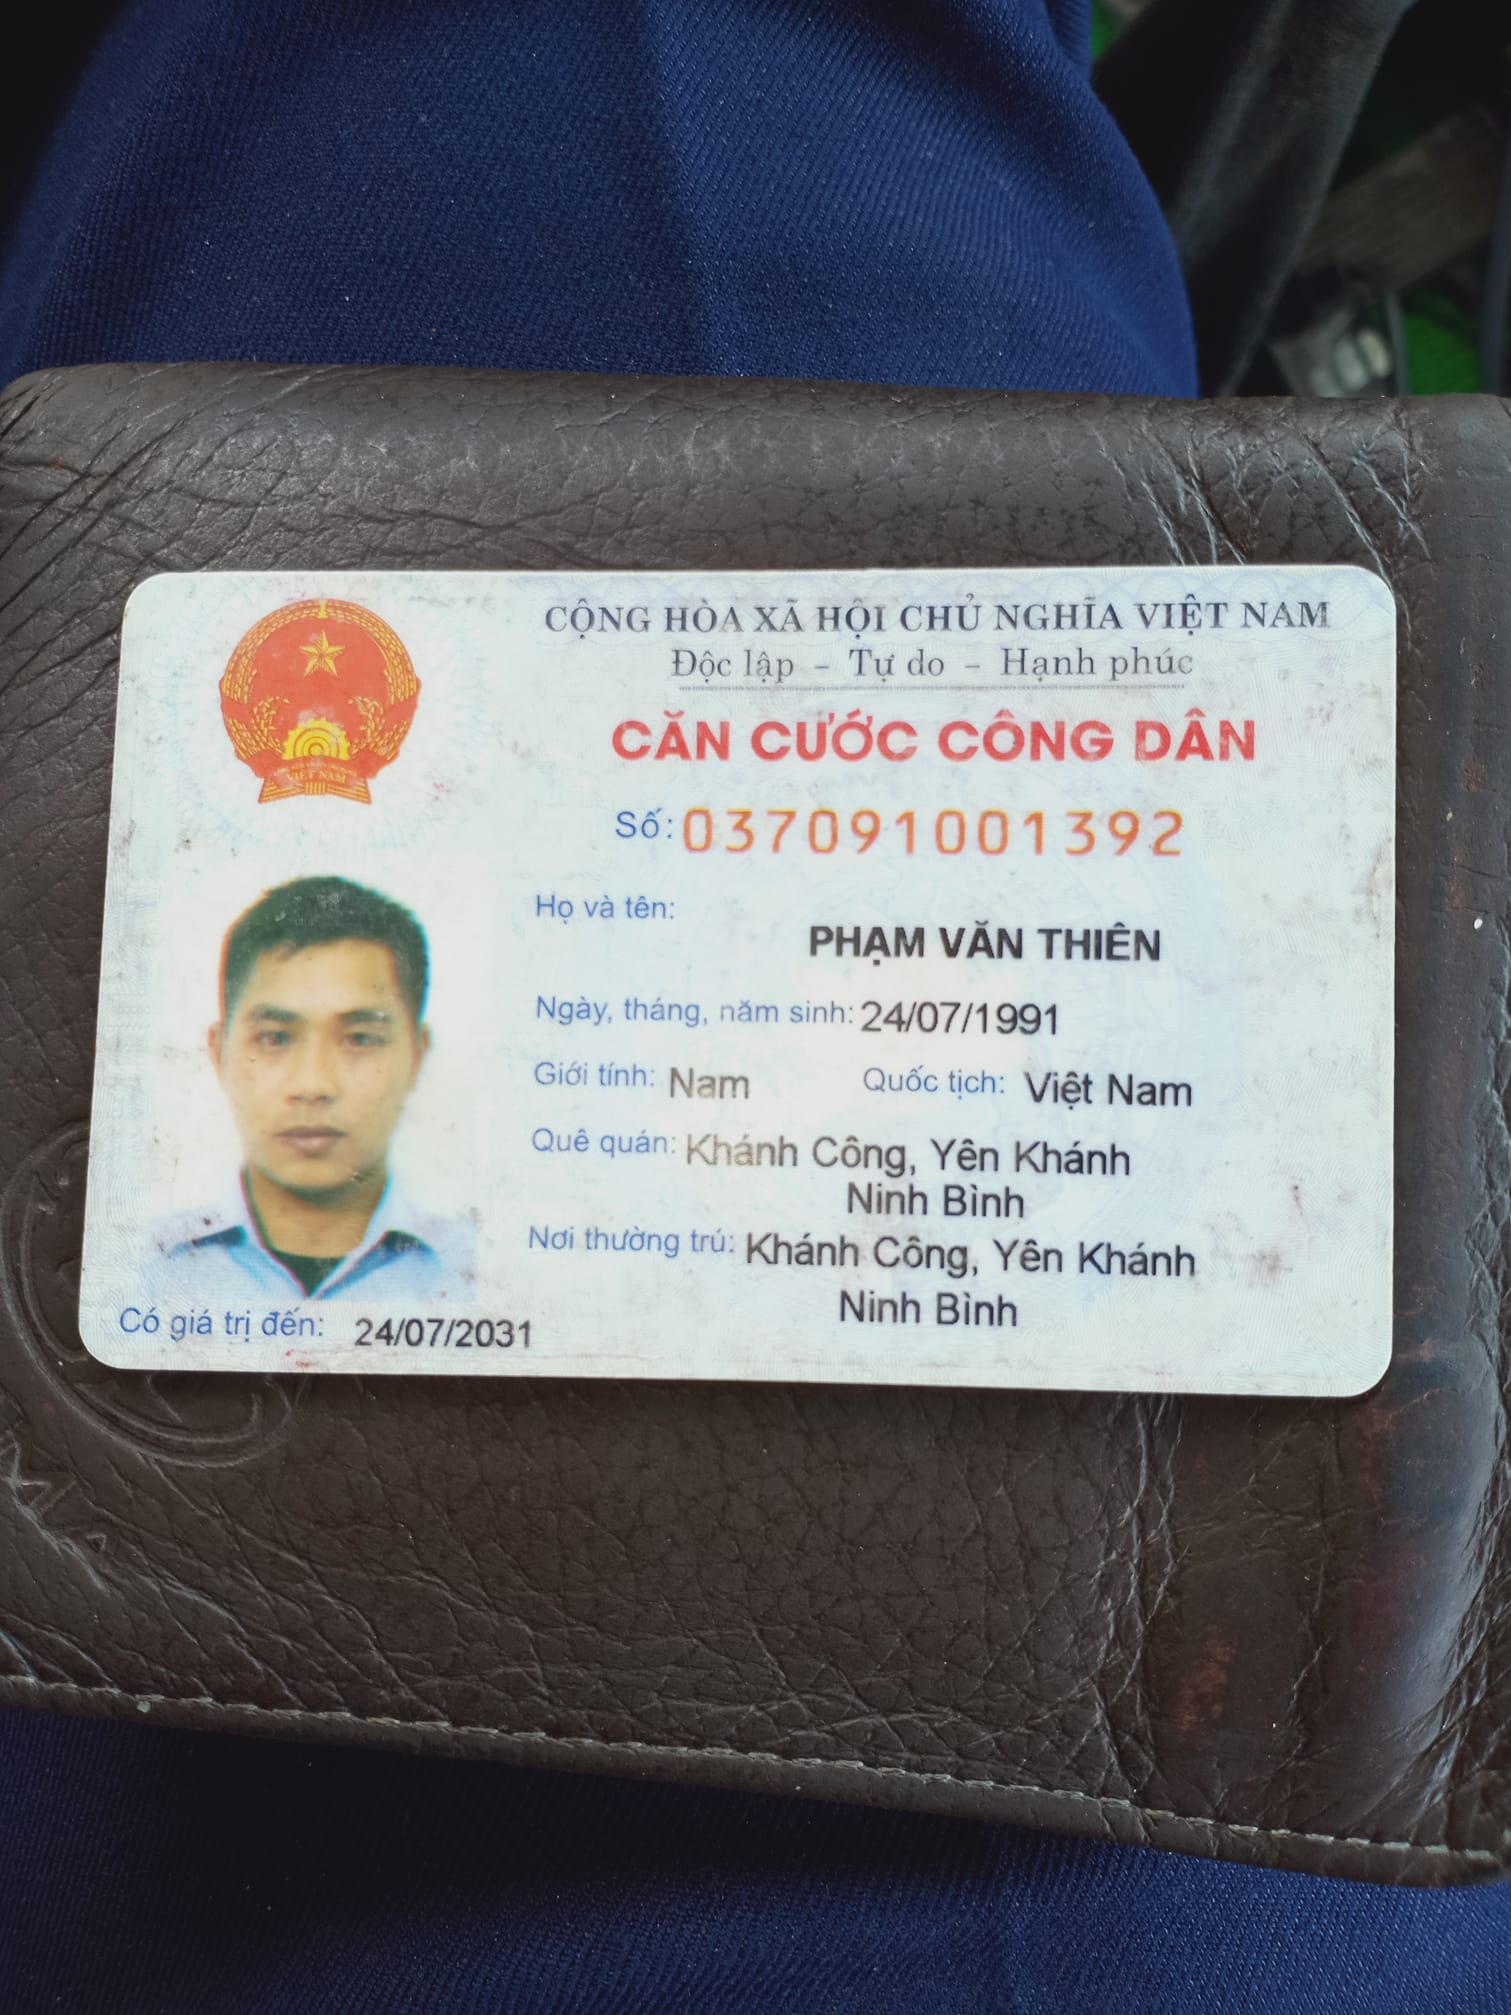 CỘNG HÒA XÃ HỘI CHỦ NGHĨA VIỆT NAM
Độc lập - Tự do - Hạnh phúc
CĂN CƯỚC CÔNG DÂN
Số: 037091001392
Họ và tên:
PHẠM VĂN THIÊN
Ngày, tháng, năm sinh: 24/07/1991
Giới tính: Nam Quốc tịch: Việt Nam
Quê quán: Khánh Công, Yên Khánh
Ninh Bình
Nơi thường trú: Khánh Công, Yên Khánh
Ninh Bình
Có giá trị đến: 24/07/2031
VIỆT NAM